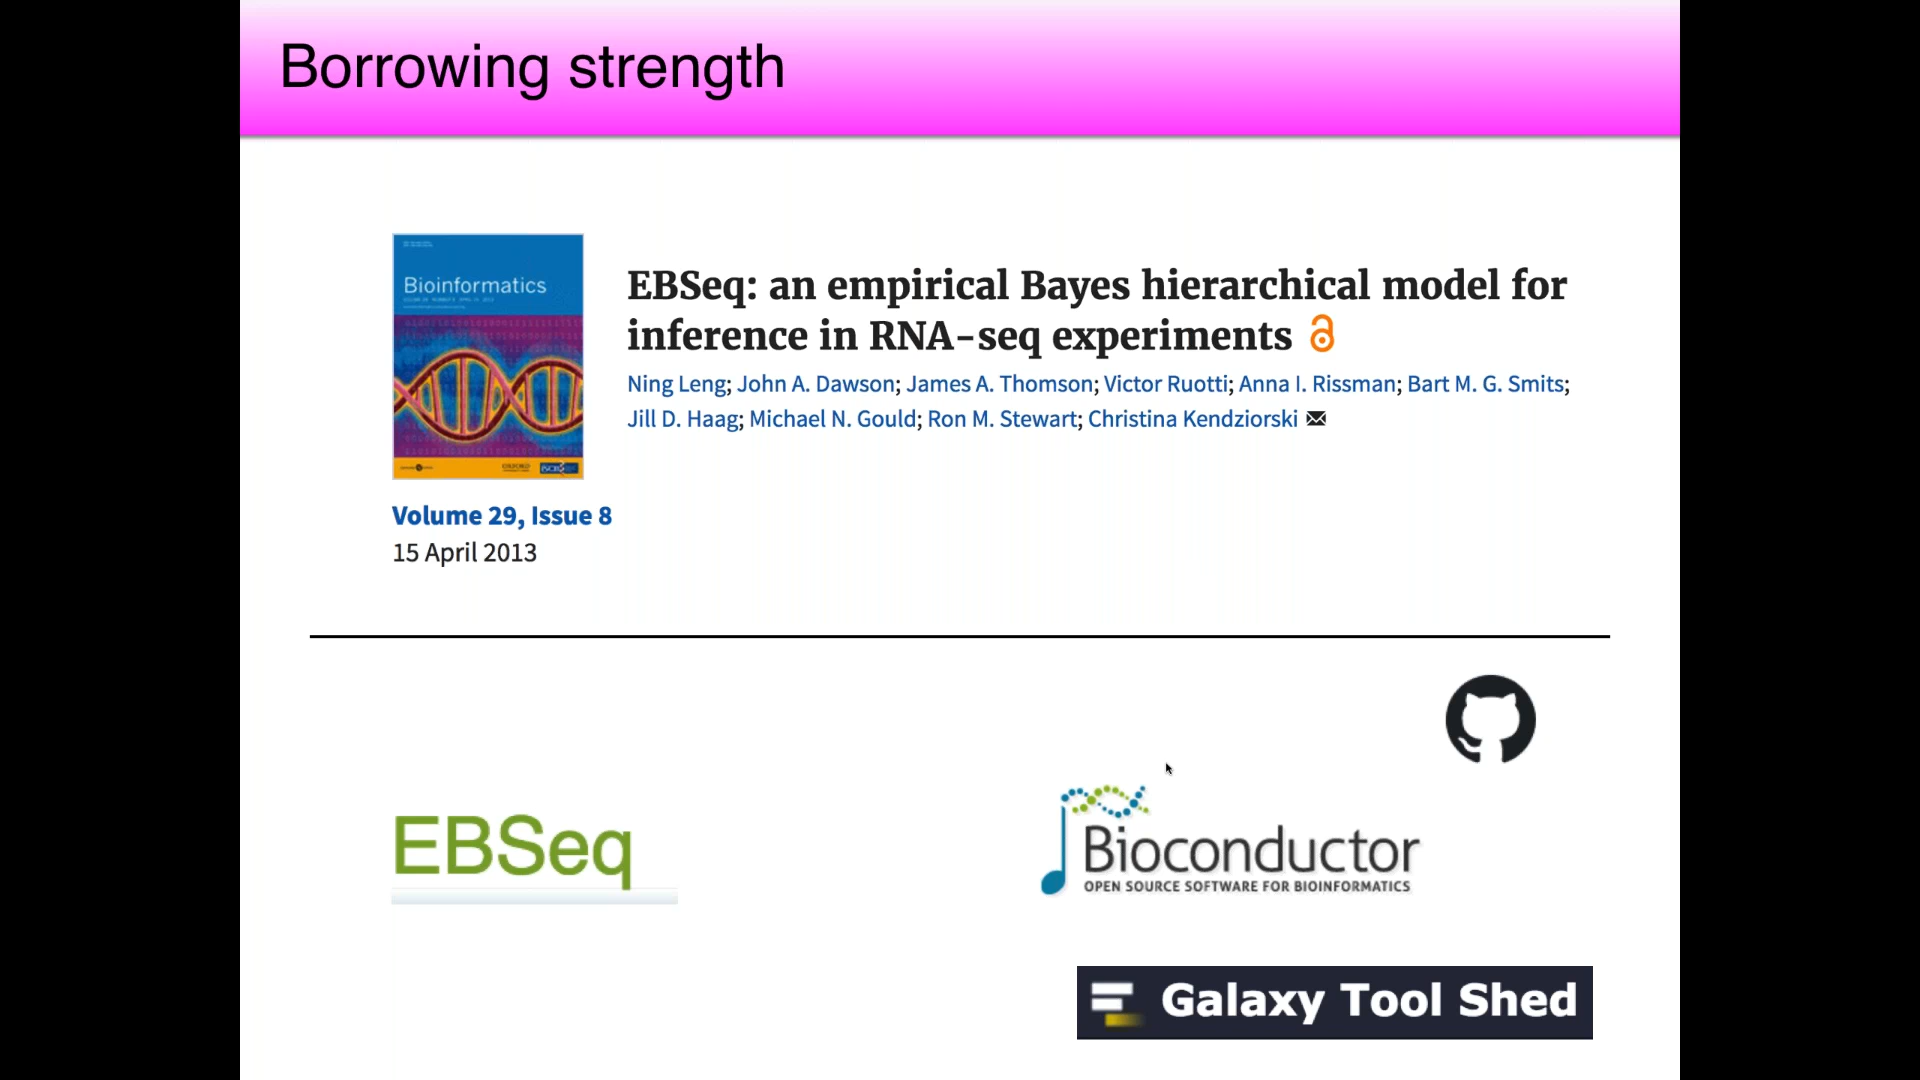 Borrowing strength
Bioinformatics
EBSeq: an empirical Bayes hierarchical model for
inference in RNA-seq experiments
Ning Leng; John A. Dawson; James A. Thomson; Victor Ruotti; Anna I. Rissman; Bart M. G. Smits;
Jill D. Haag; Michael N. Gould; Ron M. Stewart; Christina Kendziorski
OXFORD
Volume 29, Issue 8
15 April 2013
EBSeq
Bioconductor
OPEN SOURCE SOFTWARE FOR BIOINFORMATICS
Galaxy Tool Shed